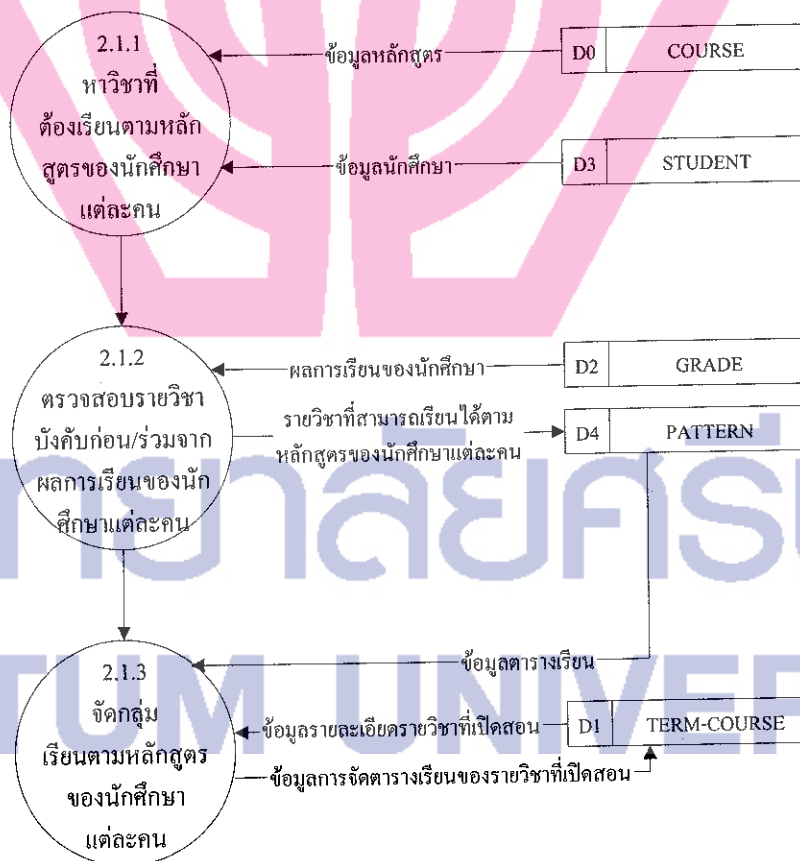 2.1.1
หาวิชาที่
ต้องเรียนตามหลัก
สูตรของนักศึกษา
แต่ละคน
ข้อมูลหลักสูตร
D0 COURSE
ข้อมูลนักศึกษา
D3 STUDENT
2.1.2
ตรวจสอบรายวิชา
บังคับก่อน/ร่วมจาก
ผลการเรียนของนัก
ศึกษาแต่ละคน
ผลการเรียนของนักศึกษา
D2 GRADE
รายวิชาที่สามารถเรียนได้ตาม
หลักสูตรของนักศึกษาแต่ละคน
D4 PATTERN
2.1.3
จัดกลุ่ม
เรียนตามหลักสูตร
ของนักศึกษา
แต่ละคน
ข้อมูลตารางเรียน
ข้อมูลรายละเอียดรายวิชาที่เปิดสอน
D1 TERM-COURSE
ข้อมูลการจัดตารางเรียนของรายวิชาที่เปิดสอน